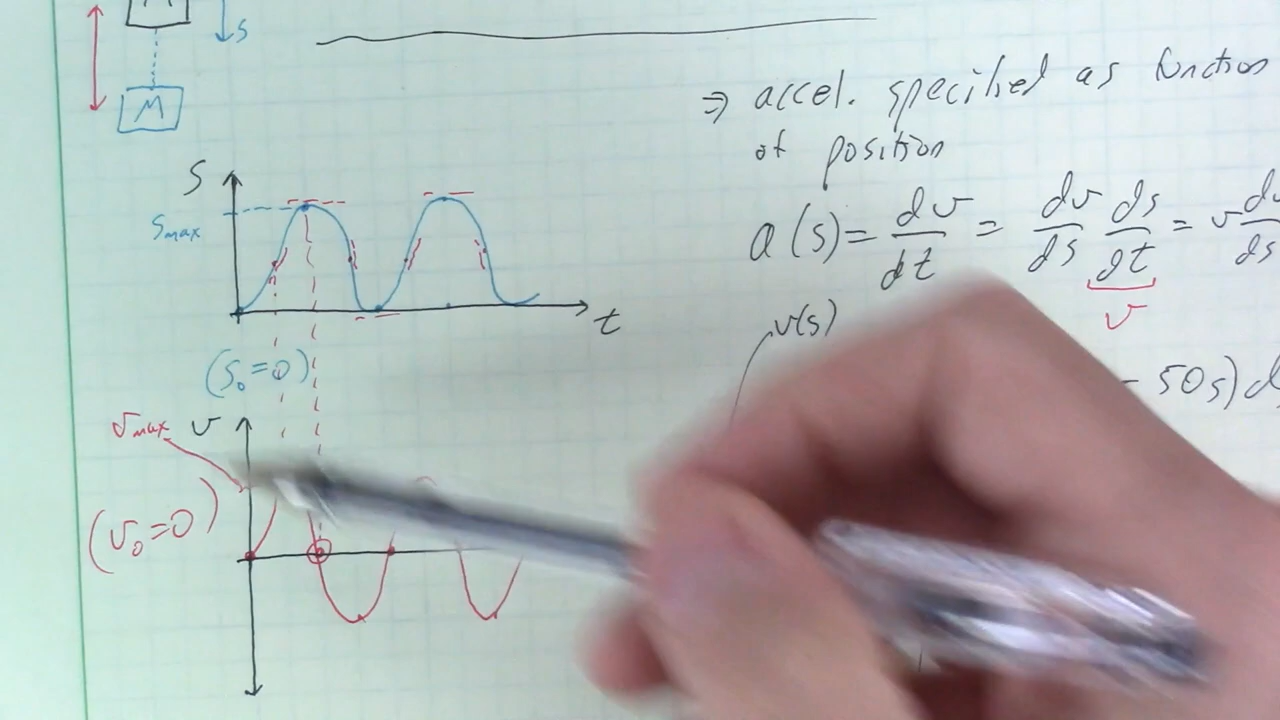 M
s
M
⇒ accel. specified as function
of position
s
smax
a(s) = dv/dt = dv/ds ds/dt = v dv/ds
v
t
v(s)
(s₀=0)
- 50s)d
vmax
v
(v₀=0)